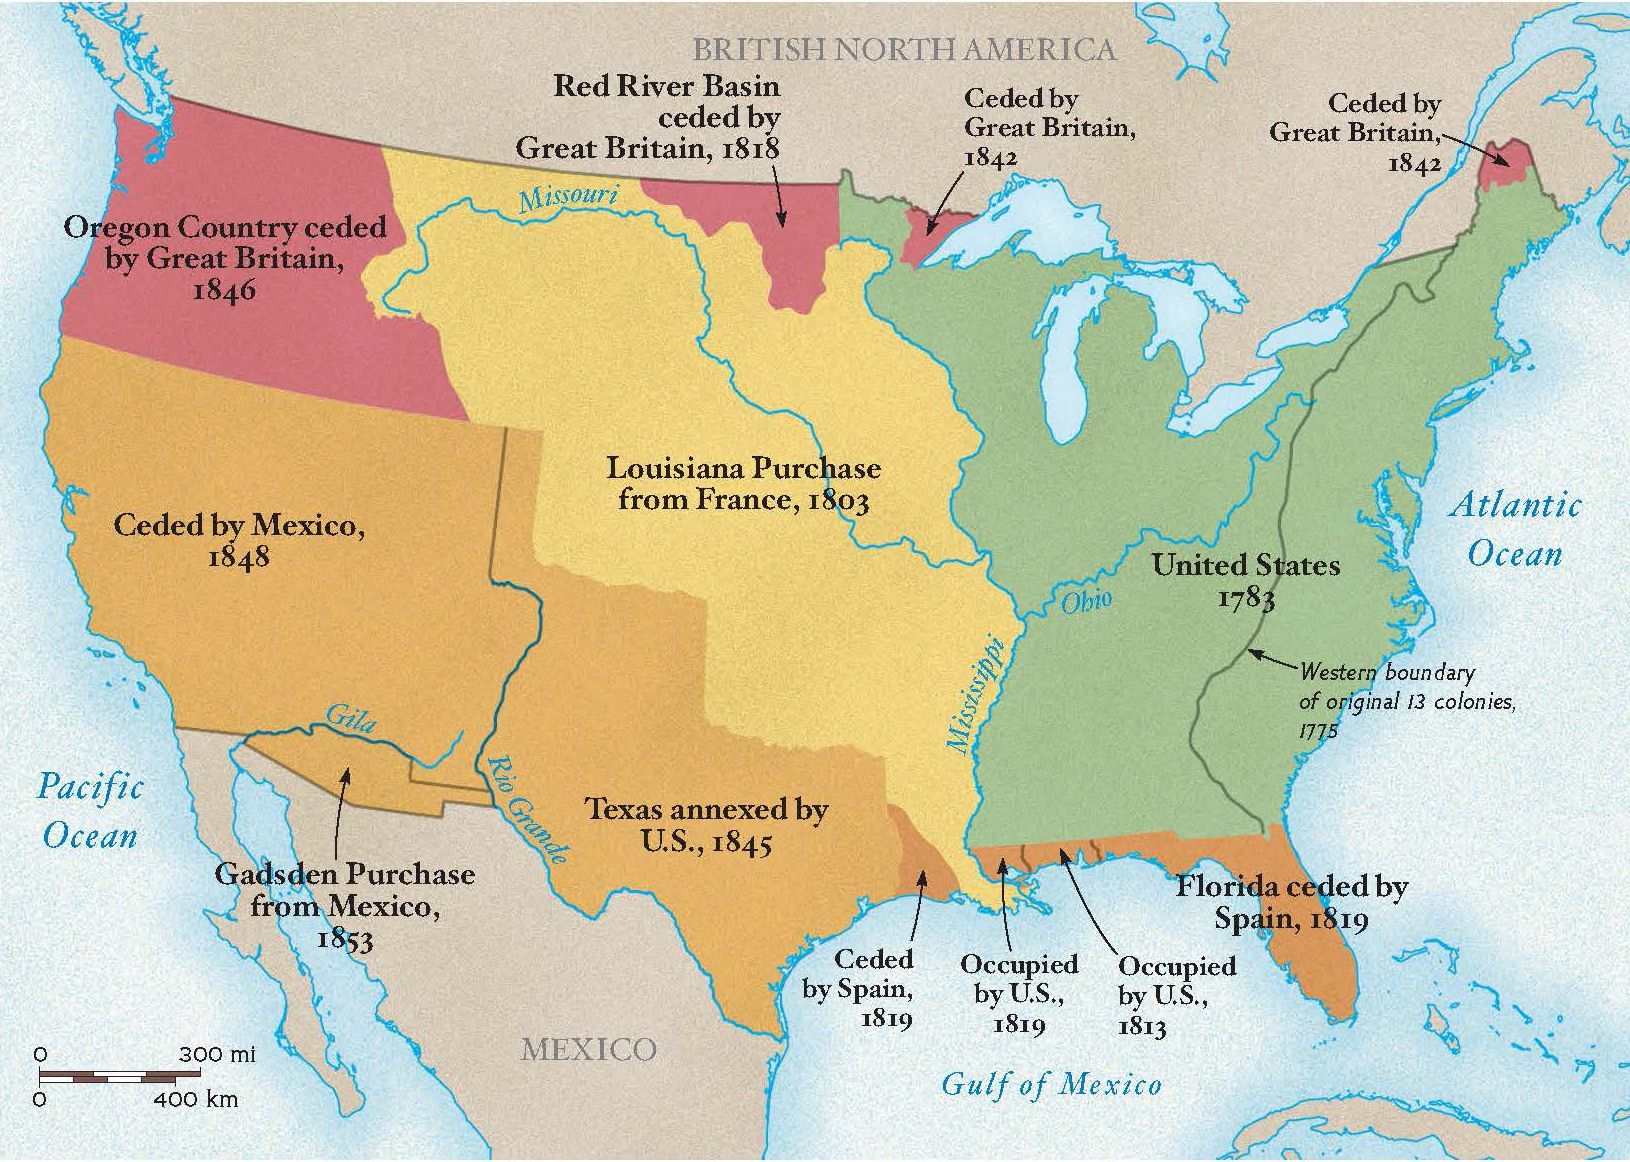 BRITISH NORTH AMERICA
Red River Basin
ceded by
Great Britain, 1818
Ceded by
Great Britain,
1842
Ceded by
Great Britain,
1842
Missouri
Oregon Country ceded
by Great Britain,
1846
Louisiana Purchase
from France, 1803
Ceded by Mexico,
1848
Atlantic
Ocean
United States
1783
Ohio
Mississippi
Western boundary
of original 13 colonies,
1775
Gila
Pacific
Ocean
Rio Grande
Texas annexed by
U.S., 1845
Gadsden Purchase
from Mexico,
1853
Florida ceded by
Spain, 1819
Ceded
by Spain,
1819
Occupied
by U.S.,
1819
Occupied
by U.S.,
1813
MEXICO
Gulf of Mexico
0 300 mi
0 400 km